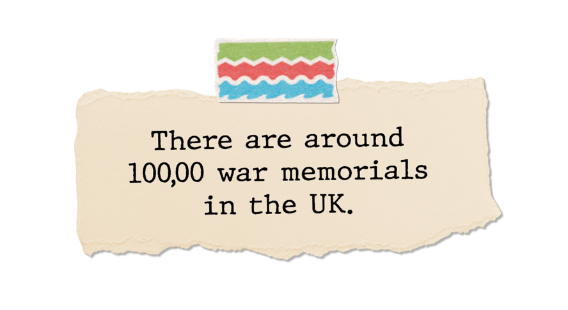 There are around
100,00 war memorials
in the UK.